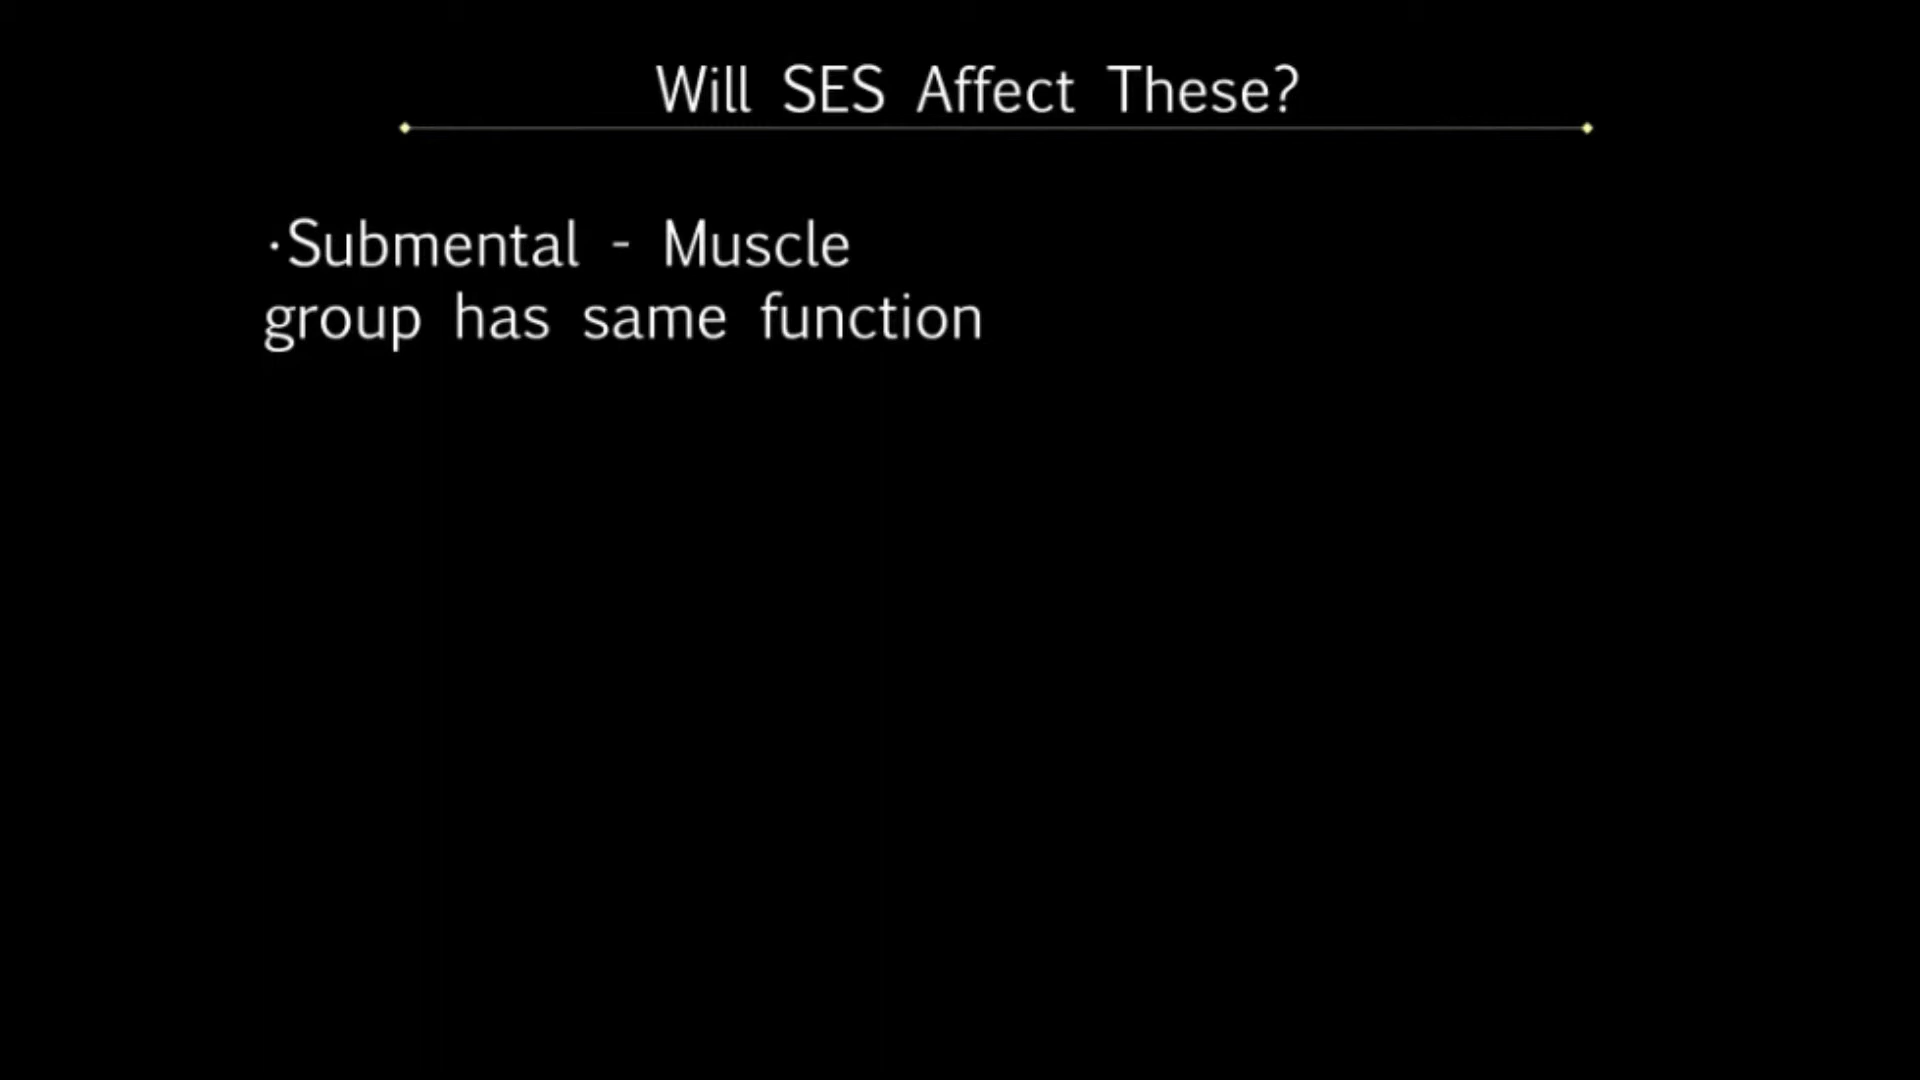 Will SES Affect These?
·Submental - Muscle
group has same function